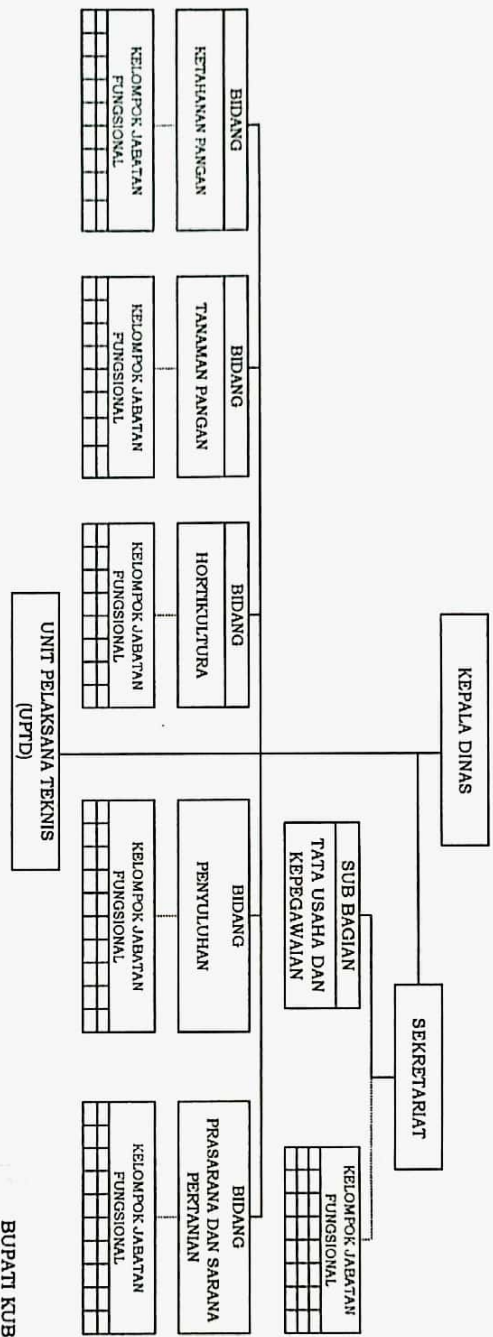 KEPALA DINAS
SEKRETARIAT
SUB BAGIAN
TATA USAHA DAN
KEPEGAWAIAN
KELOMPOK JABATAN
FUNGSIONAL
BIDANG
KETAHANAN PANGAN
KELOMPOK JABATAN
FUNGSIONAL
BIDANG
TANAMAN PANGAN
KELOMPOK JABATAN
FUNGSIONAL
BIDANG
HORTIKULTURA
KELOMPOK JABATAN
FUNGSIONAL
BIDANG
PENYULUHAN
KELOMPOK JABATAN
FUNGSIONAL
BIDANG
PRASARANA DAN SARANA
PERTANIAN
KELOMPOK JABATAN
FUNGSIONAL
UNIT PELAKSANA TEKNIS
(UPTD)
BUPATI KUB